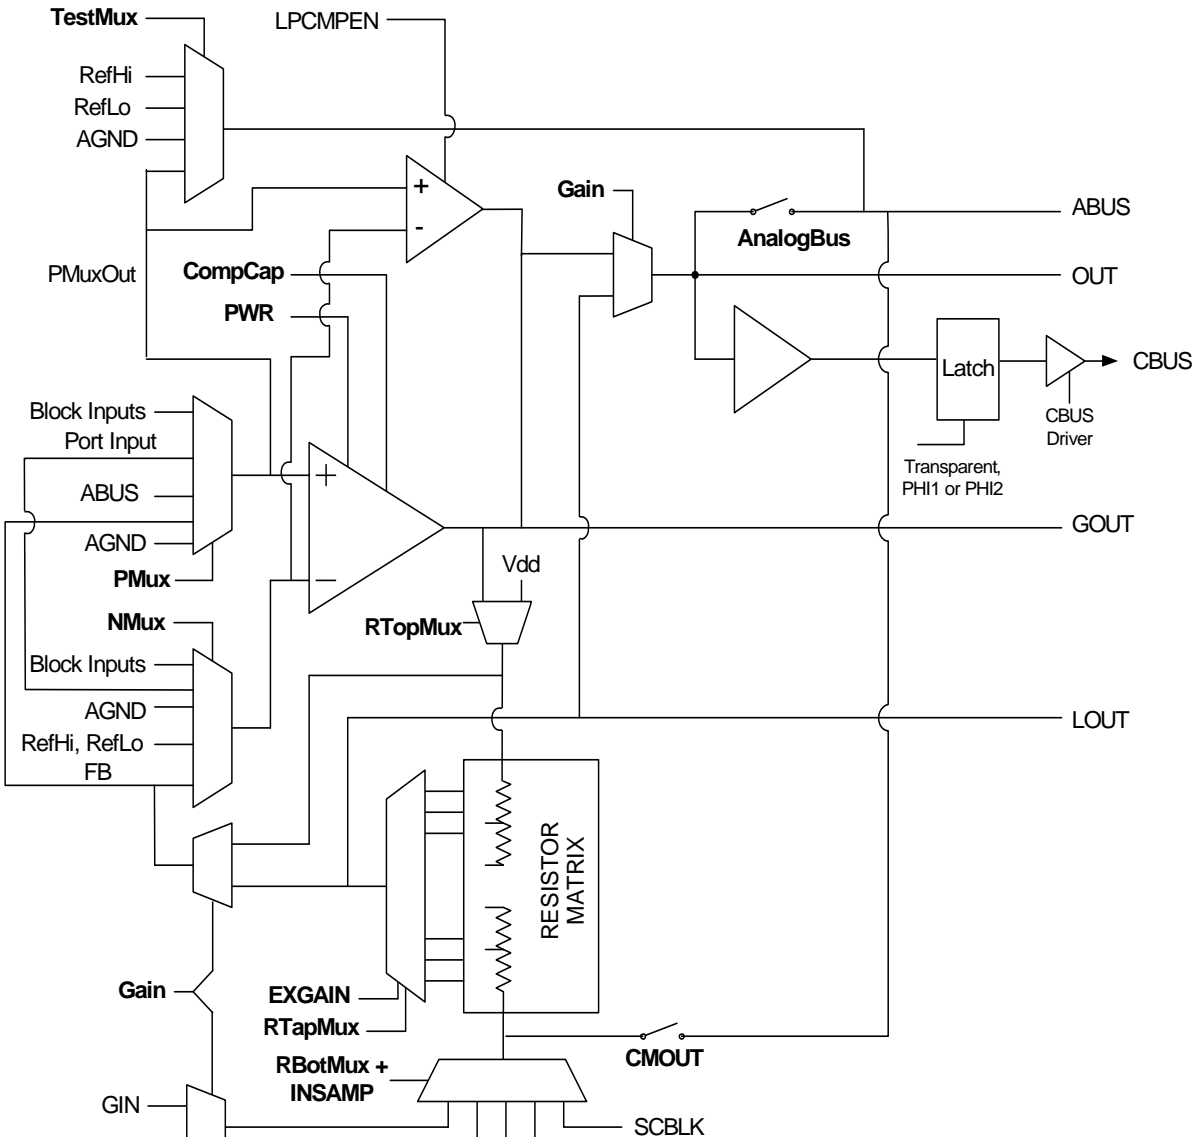 TestMux
LPCMPEN
RefHi
RefLo
AGND
+
-
Gain
ABUS
AnalogBus
PMuxOut
CompCap
OUT
PWR
Latch
CBUS
Block Inputs
Port Input
CBUS
Driver
Transparent,
PHI1 or PHI2
ABUS
+
GOUT
AGND
Vdd
PMux
−
NMux
RTopMux
Block Inputs
AGND
LOUT
RefHi, RefLo
FB
RESISTOR
MATRIX
Gain
EXGAIN
RTapMux
CMOUT
RBotMux +
INSAMP
GIN
SCBLK